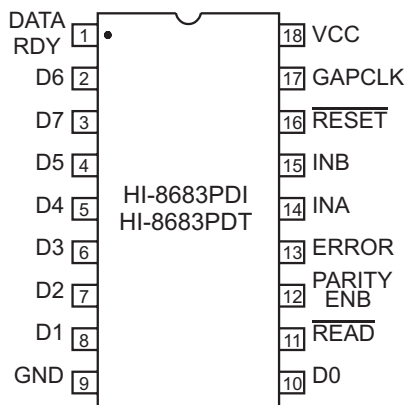 DATA RDY 1
18 VCC
D6 2
17 GAPCLK
D7 3
16 RESET
D5 4
15 INB
D4 5
14 INA
HI-8683PDI
HI-8683PDT
D3 6
13 ERROR
D2 7
12 PARITY ENB
D1 8
11 READ
GND 9
10 D0